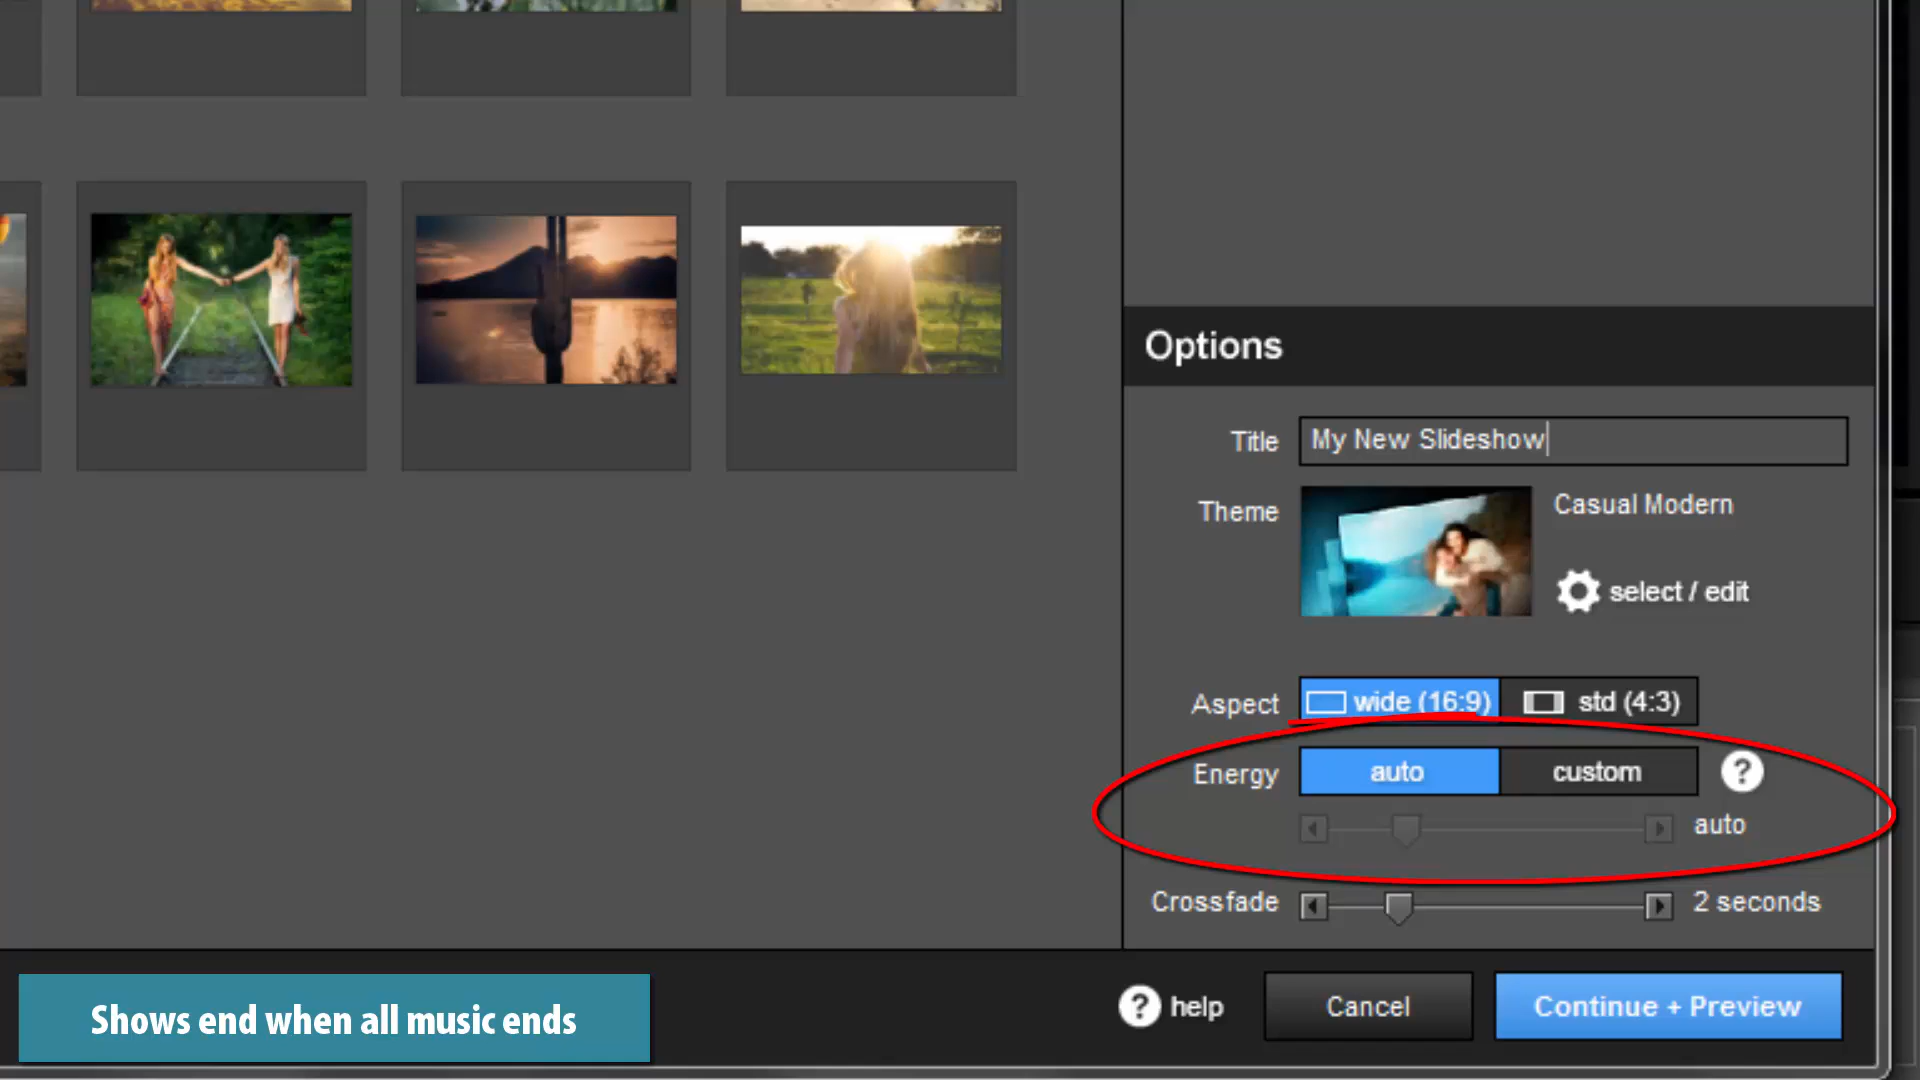 Options
Title My New Slideshow
Theme Casual Modern
select / edit
Aspect wide (16:9) std (4:3)
Energy auto custom ?
auto
Crossfade 2 seconds
? help Cancel Continue + Preview
Shows end when all music ends